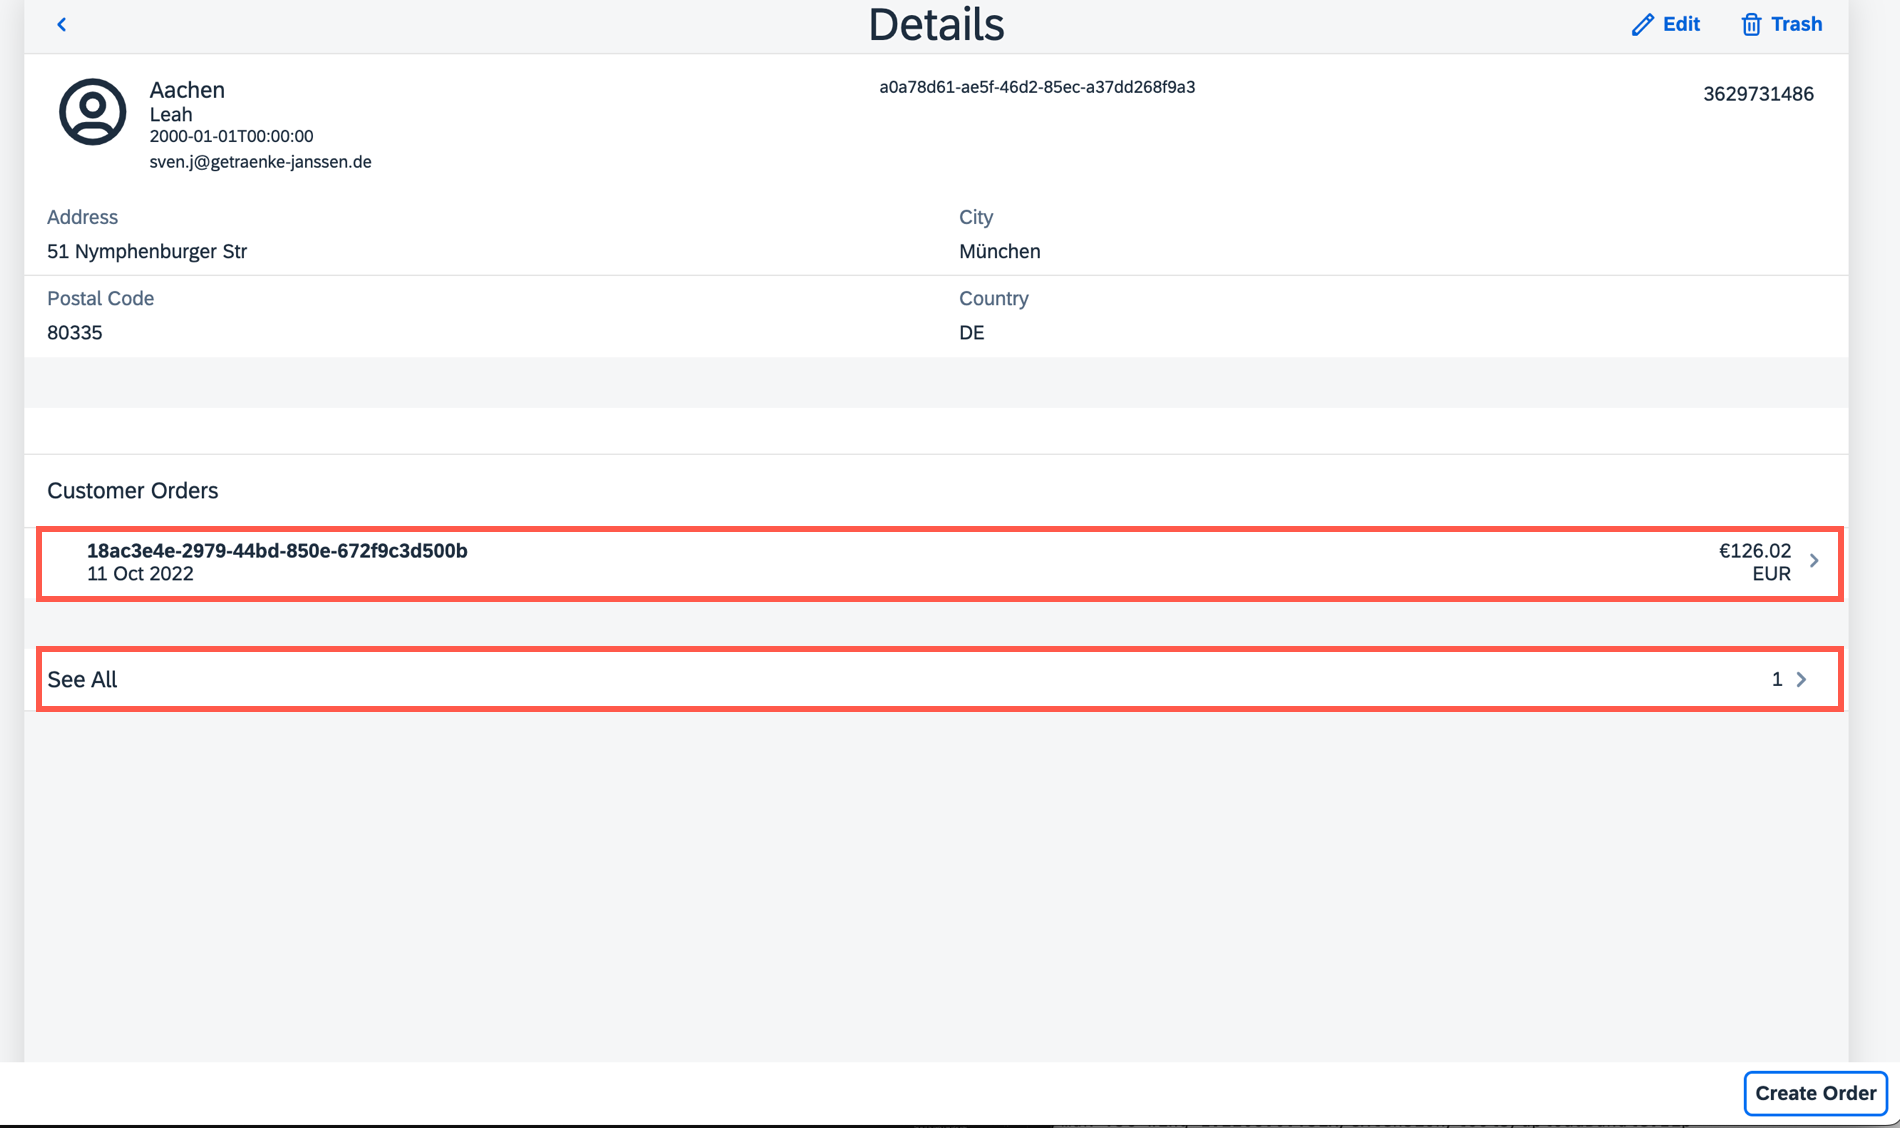 Details
Edit
Trash
Aachen
Leah
2000-01-01T00:00:00
sven.j@getraenke-janssen.de
a0a78d61-ae5f-46d2-85ec-a37dd268f9a3
3629731486
Address
51 Nymphenburger Str
City
München
Postal Code
80335
Country
DE
Customer Orders
18ac3e4e-2979-44bd-850e-672f9c3d500b
11 Oct 2022
€126.02
EUR
See All
1
Create Order